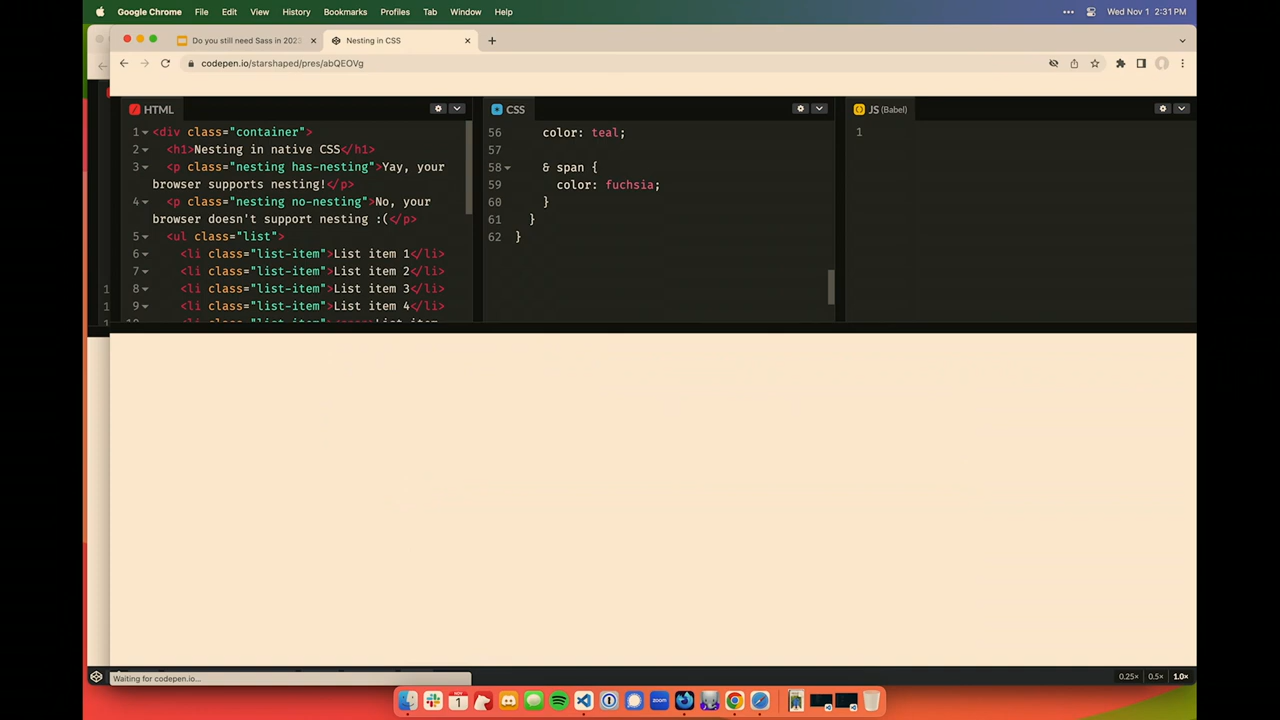 Google Chrome File Edit View History Bookmarks Profiles Tab Window Help Wed Nov 1 2:31 PM
Do you still need Sass in 2023
Nesting in CSS
codepen.io/starshaped/pres/abQEOVg
HTML
1 <div class="container">
2 <h1>Nesting in native CSS</h1>
3 <p class="nesting has-nesting">Yay, your
browser supports nesting!</p>
4 <p class="nesting no-nesting">No, your
browser doesn't support nesting :(</p>
5 <ul class="list">
6 <li class="list-item">List item 1</li>
7 <li class="list-item">List item 2</li>
8 <li class="list-item">List item 3</li>
9 <li class="list-item">List item 4</li>
CSS
56 color: teal;
57
58 & span {
59 color: fuchsia;
60 }
61 }
62 }
JS (Babel)
1
1
1
Waiting for codepen.io...
0.25× 0.5× 1.0×
NOV
1
zoom